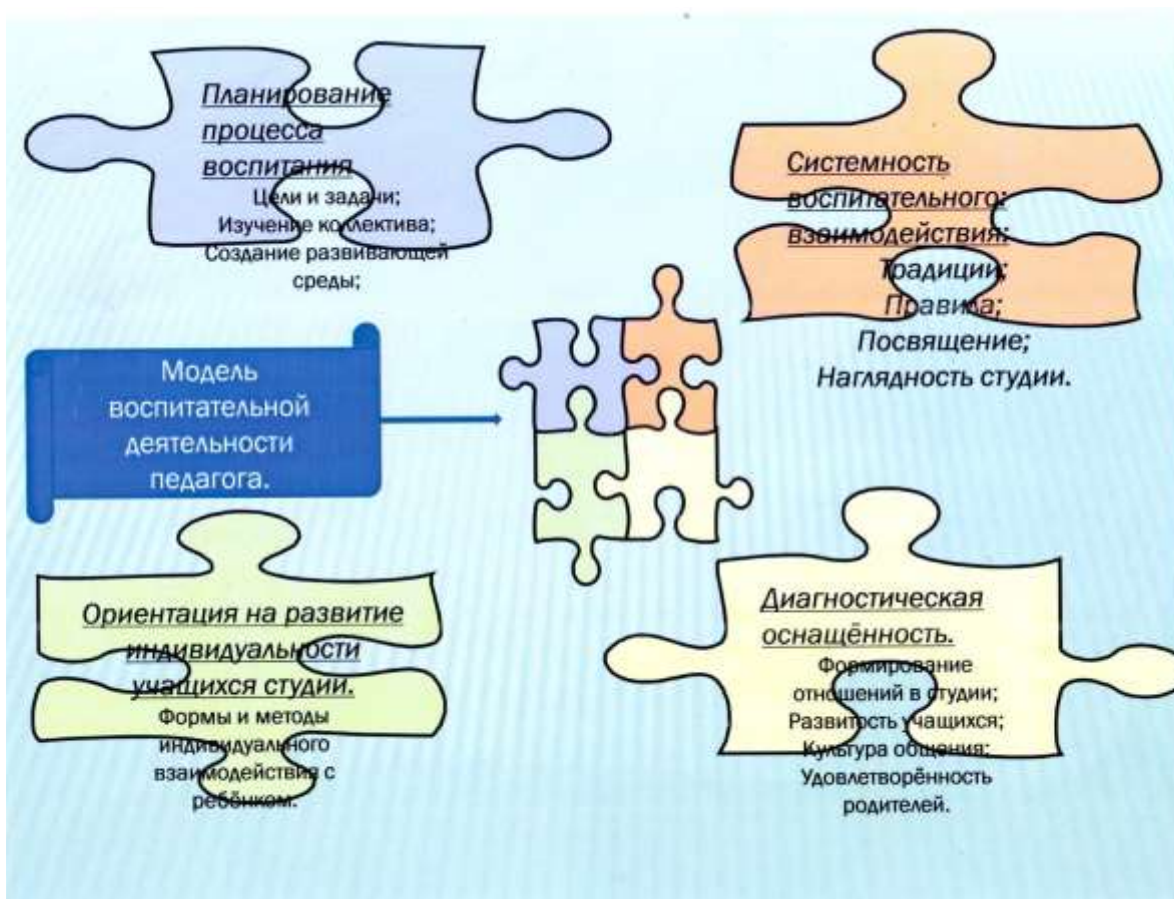 Планирование
процесса
воспитания
Цели и задачи;
Изучение коллектива;
Создание развивающей
среды;
Системность
воспитательного:
взаимодействия:
Традиции;
Правила;
Посвящение;
Наглядность студии.
Модель
воспитательной
деятельности
педагога.
Ориентация на развитие
индивидуальности
учащихся студии.
Формы и методы
индивидуального
взаимодействия с
ребёнком.
Диагностическая
оснащённость.
Формирование
отношений в студии;
Развитость учащихся;
Культура общения;
Удовлетворённость
родителей.